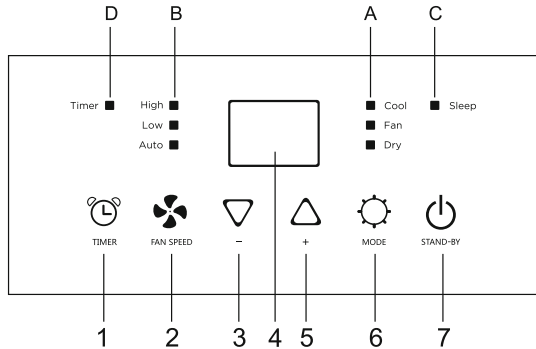 D B A C
Timer High Cool Sleep
Low Fan
Auto Dry
TIMER FAN SPEED − + MODE STAND-BY
1 2 3 4 5 6 7